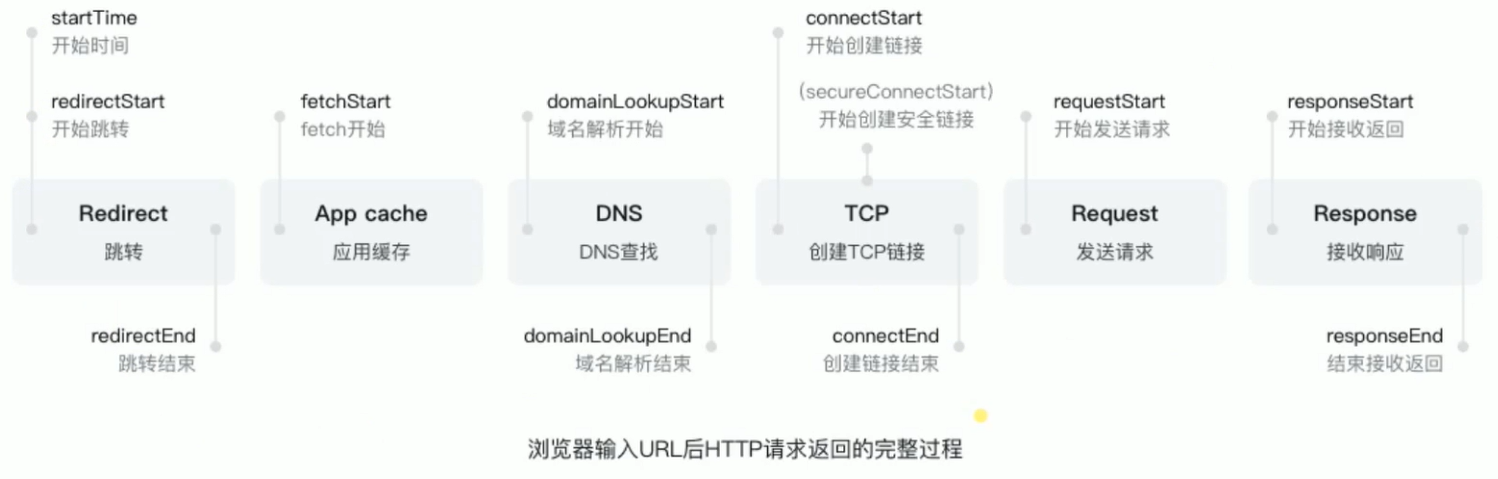 startTime
开始时间
redirectStart
开始跳转
fetchStart
fetch开始
domainLookupStart
域名解析开始
connectStart
开始创建链接
(secureConnectStart)
开始创建安全链接
requestStart
开始发送请求
responseStart
开始接收返回
Redirect
跳转
App cache
应用缓存
DNS
DNS查找
TCP
创建TCP链接
Request
发送请求
Response
接收响应
redirectEnd
跳转结束
domainLookupEnd
域名解析结束
connectEnd
创建链接结束
responseEnd
结束接收返回
浏览器输入URL后HTTP请求返回的完整过程